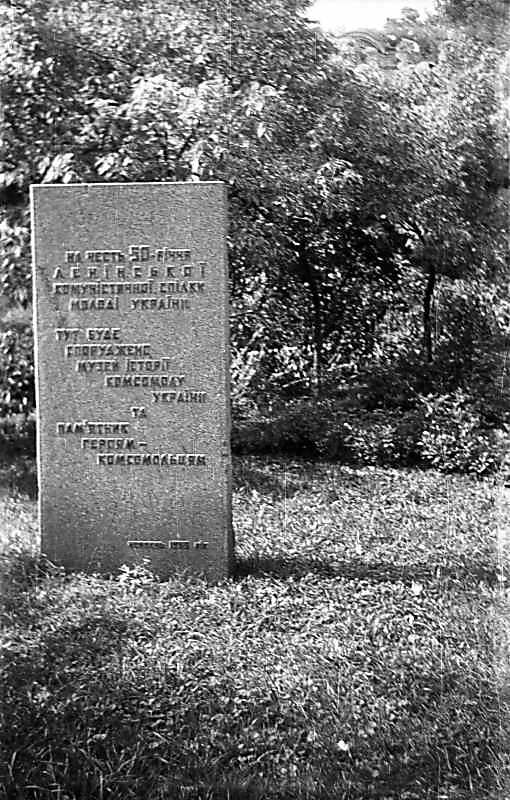 НА ЧЕСТЬ 50-РІЧЧЯ
ЛЕНІНСЬКОЇ
КОМУНІСТИЧНОЇ СПІЛКИ
МОЛОДІ УКРАЇНИ
ТУТ БУДЕ
СПОРУДЖЕНО
МУЗЕЙ ІСТОРІЇ
КОМСОМОЛУ
УКРАЇНИ
ТА
ПАМ'ЯТНИК
ГЕРОЯМ–
КОМСОМОЛЬЦЯМ